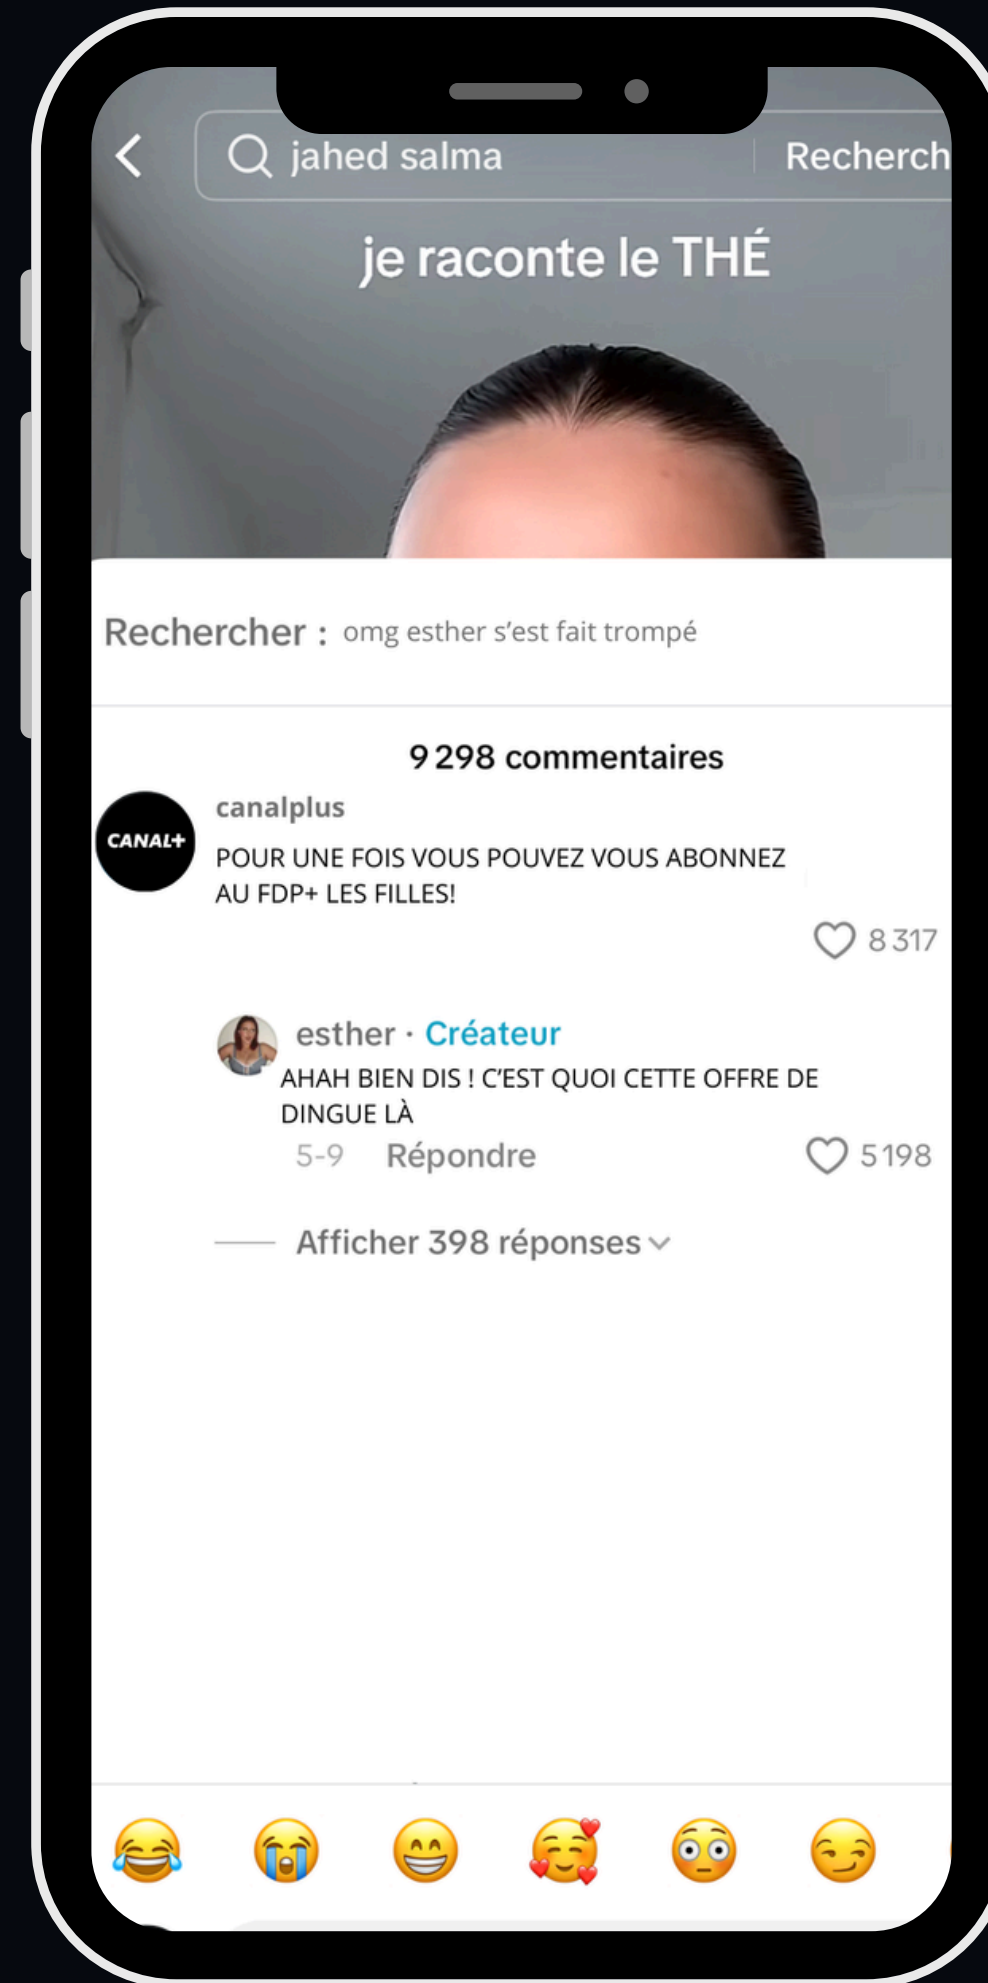 jahed salma
Recherch
je raconte le THÉ
Rechercher : omg esther s’est fait trompé
9 298 commentaires
CANAL+
canalplus
POUR UNE FOIS VOUS POUVEZ VOUS ABONNEZ
AU FDP+ LES FILLES!
8 317
esther · Créateur
AHAH BIEN DIS ! C’EST QUOI CETTE OFFRE DE
DINGUE LÀ
5-9 Répondre
5 198
Afficher 398 réponses